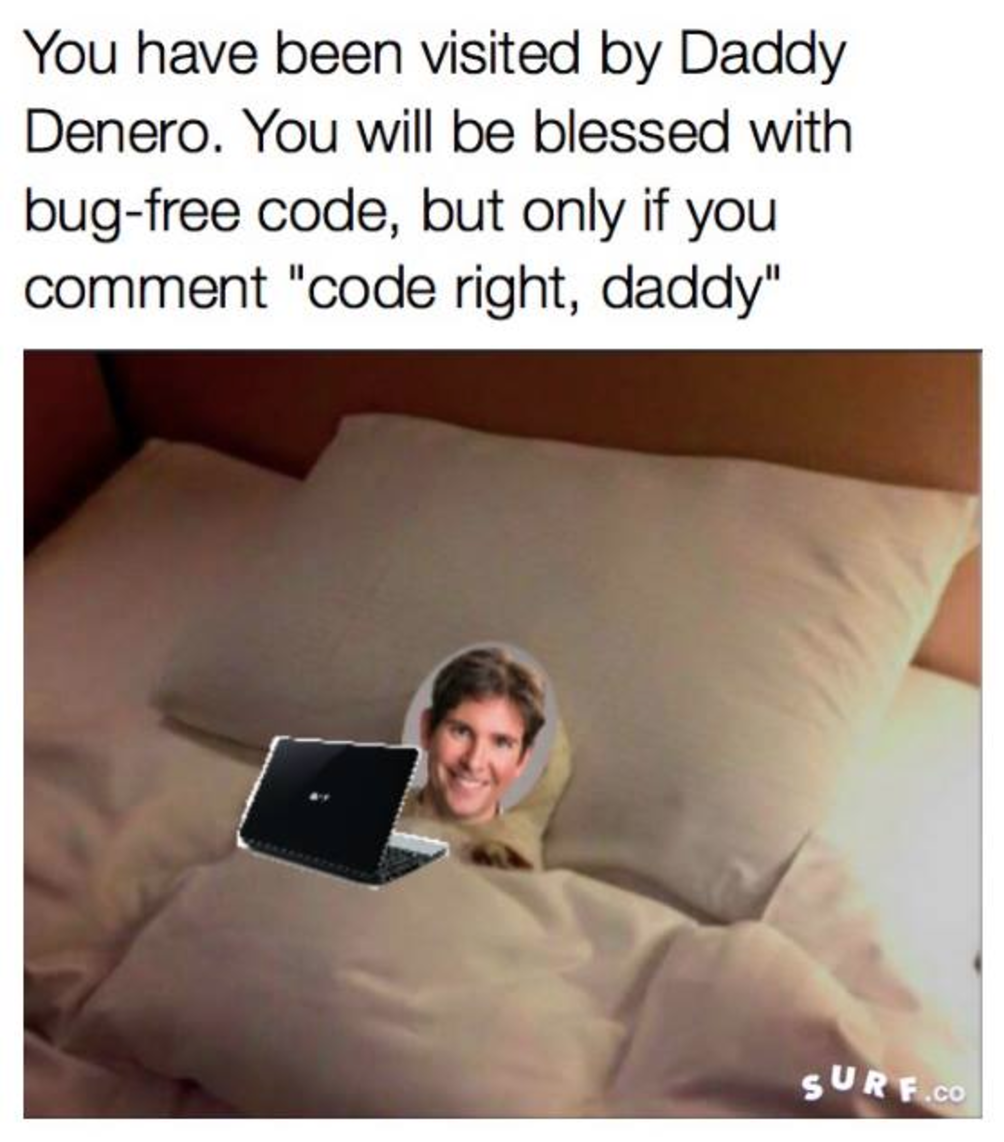 You have been visited by Daddy
Denero. You will be blessed with
bug-free code, but only if you
comment "code right, daddy"
SURF.co